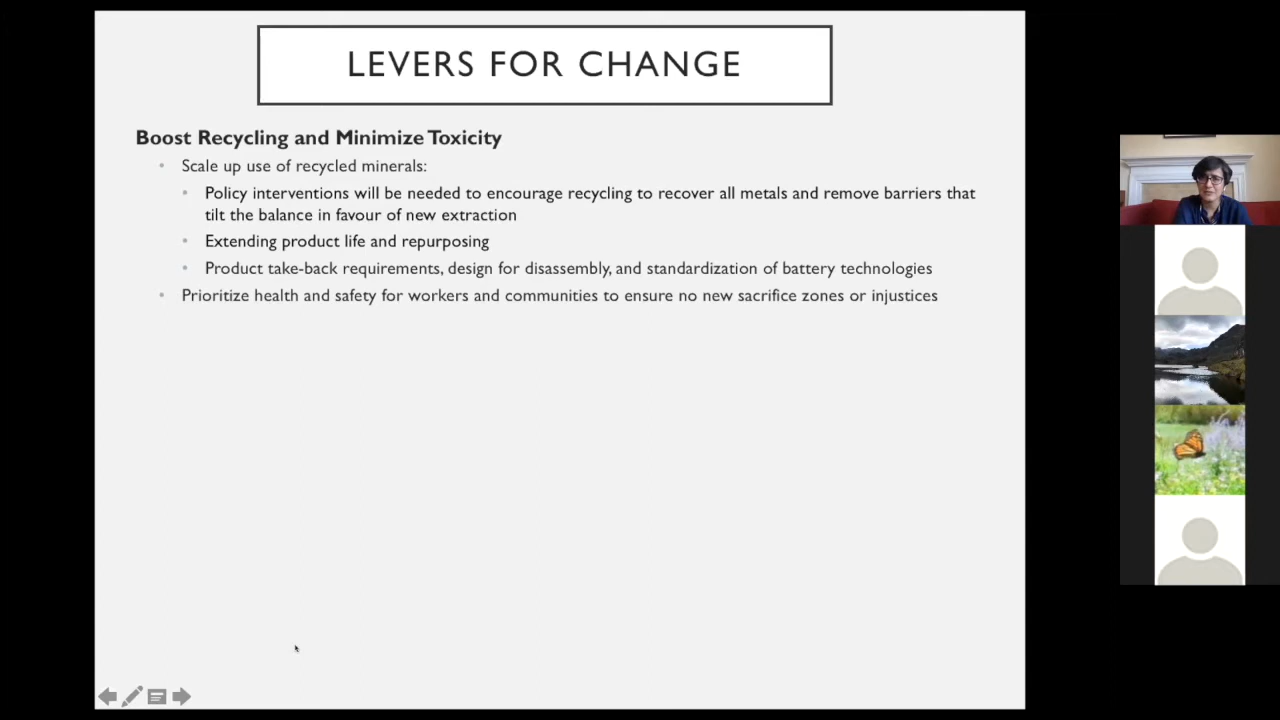 LEVERS FOR CHANGE
Boost Recycling and Minimize Toxicity
• Scale up use of recycled minerals:
• Policy interventions will be needed to encourage recycling to recover all metals and remove barriers that
tilt the balance in favour of new extraction
• Extending product life and repurposing
• Product take-back requirements, design for disassembly, and standardization of battery technologies
• Prioritize health and safety for workers and communities to ensure no new sacrifice zones or injustices